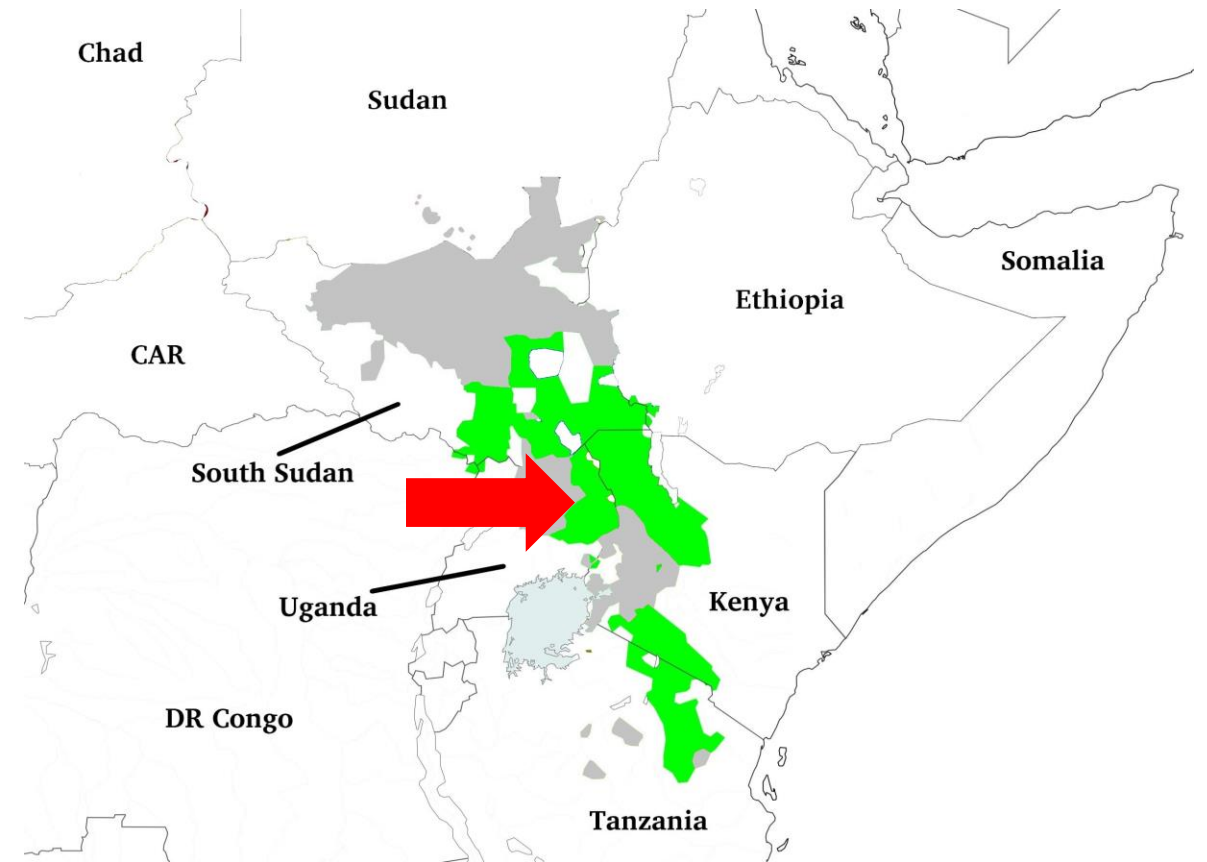 Chad
Sudan
Somalia
Ethiopia
CAR
South Sudan
Uganda
Kenya
DR Congo
Tanzania